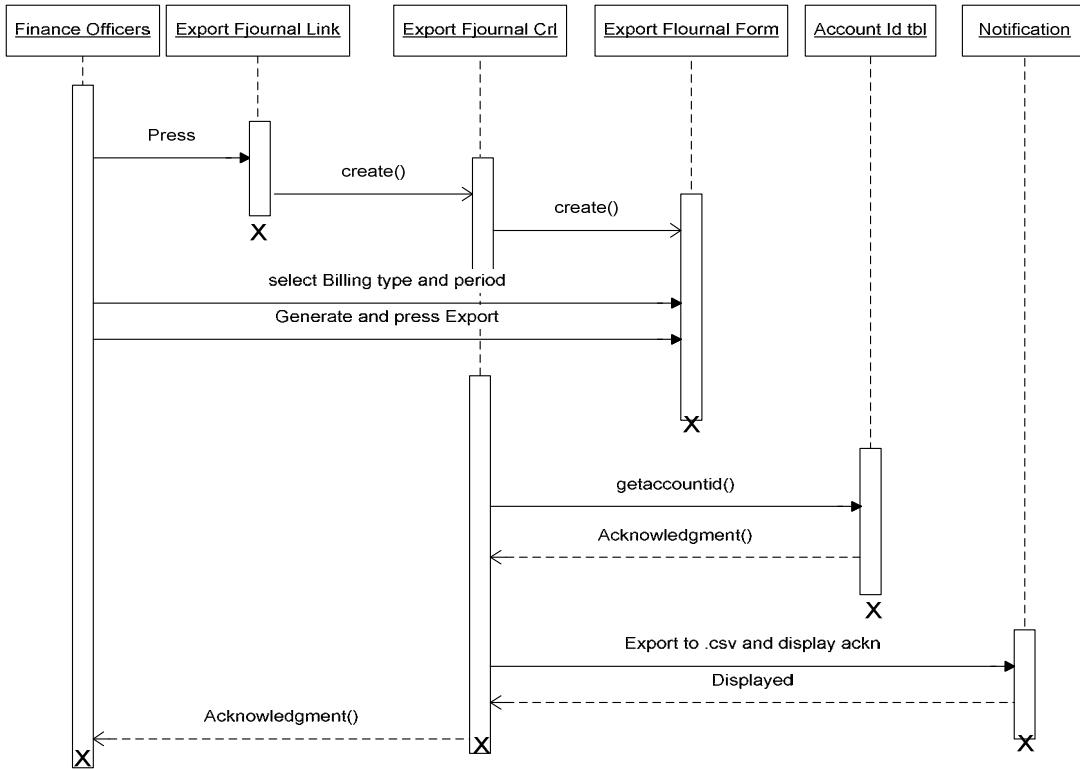 Finance Officers
Export Fjournal Link
Export Fjournal Crl
Export Flournal Form
Account Id tbl
Notification
Press
create()
create()
X
select Billing type and period
Generate and press Export
X
getaccountid()
Acknowledgment()
X
Export to .csv and display ackn
Displayed
Acknowledgment()
X
X
X